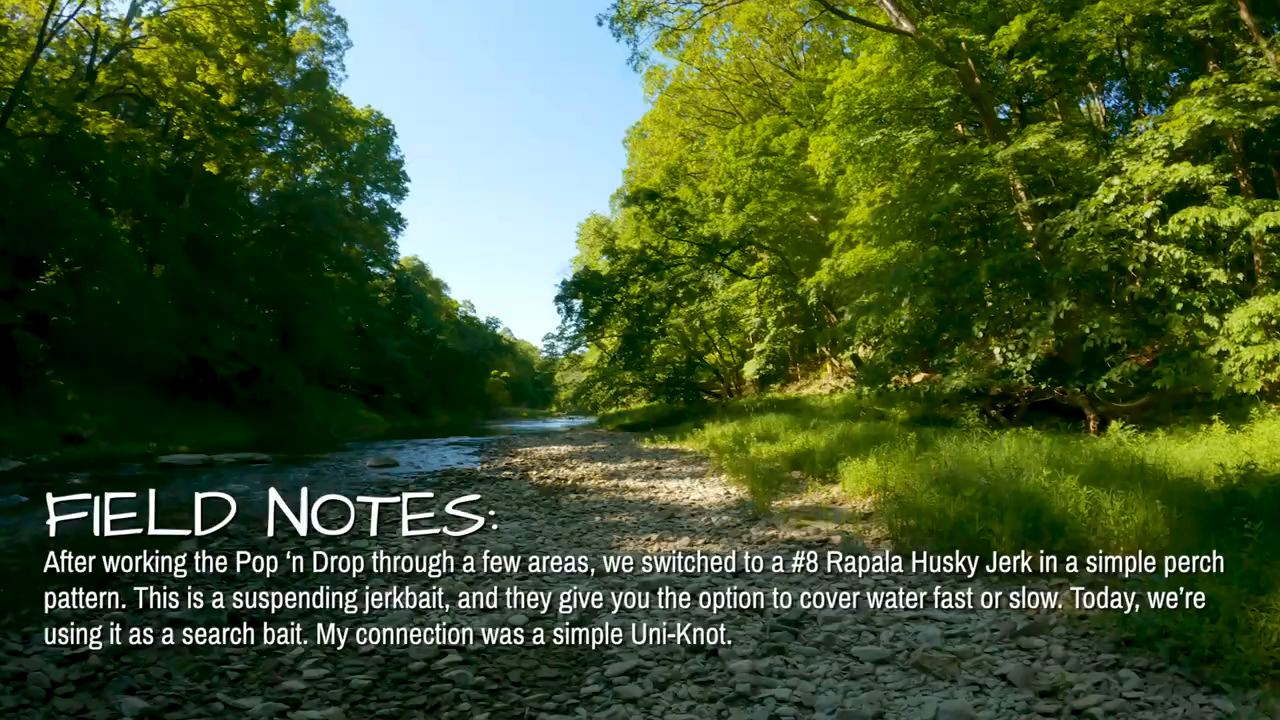 FIELD NOTES:
After working the Pop ‘n Drop through a few areas, we switched to a #8 Rapala Husky Jerk in a simple perch
pattern. This is a suspending jerkbait, and they give you the option to cover water fast or slow. Today, we’re
using it as a search bait. My connection was a simple Uni-Knot.